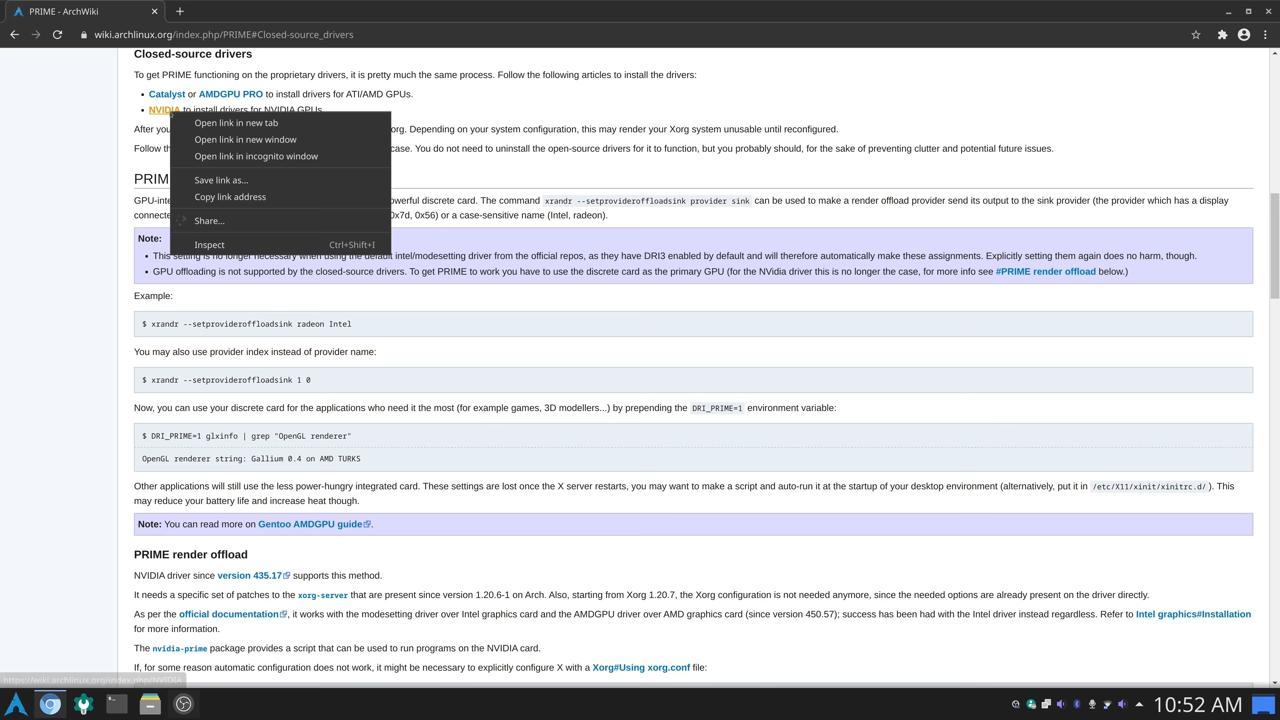 PRIME - ArchWiki
wiki.archlinux.org/index.php/PRIME#Closed-source_drivers
Closed-source drivers
To get PRIME functioning on the proprietary drivers, it is pretty much the same process. Follow the following articles to install the drivers:
• Catalyst or AMDGPU PRO to install drivers for ATI/AMD GPUs.
• NVIDIA to install drivers for NVIDIA GPUs.
After you
org. Depending on your system configuration, this may render your Xorg system unusable until reconfigured.
Follow th
case. You do not need to uninstall the open-source drivers for it to function, but you probably should, for the sake of preventing clutter and potential future issues.
Open link in new tab
Open link in new window
Open link in incognito window
Save link as...
Copy link address
Share...
Inspect Ctrl+Shift+I
PRIM
GPU-inte
owerful discrete card. The command xrandr --setprovideroffloadsink provider sink can be used to make a render offload provider send its output to the sink provider (the provider which has a display
connecte
0x7d, 0x56) or a case-sensitive name (Intel, radeon).
Note:
• This setting is no longer necessary when using the default intel/modesetting driver from the official repos, as they have DRI3 enabled by default and will therefore automatically make these assignments. Explicitly setting them again does no harm, though.
• GPU offloading is not supported by the closed-source drivers. To get PRIME to work you have to use the discrete card as the primary GPU (for the NVidia driver this is no longer the case, for more info see #PRIME render offload below.)
Example:
$ xrandr --setprovideroffloadsink radeon Intel
You may also use provider index instead of provider name:
$ xrandr --setprovideroffloadsink 1 0
Now, you can use your discrete card for the applications who need it the most (for example games, 3D modellers...) by prepending the DRI_PRIME=1 environment variable:
$ DRI_PRIME=1 glxinfo | grep "OpenGL renderer"
OpenGL renderer string: Gallium 0.4 on AMD TURKS
Other applications will still use the less power-hungry integrated card. These settings are lost once the X server restarts, you may want to make a script and auto-run it at the startup of your desktop environment (alternatively, put it in /etc/X11/xinit/xinitrc.d/ ). This
may reduce your battery life and increase heat though.
Note: You can read more on Gentoo AMDGPU guide.
PRIME render offload
NVIDIA driver since version 435.17 supports this method.
It needs a specific set of patches to the xorg-server that are present since version 1.20.6-1 on Arch. Also, starting from Xorg 1.20.7, the Xorg configuration is not needed anymore, since the needed options are already present on the driver directly.
As per the official documentation, it works with the modesetting driver over Intel graphics card and the AMDGPU driver over AMD graphics card (since version 450.57); success has been had with the Intel driver instead regardless. Refer to Intel graphics#Installation
for more information.
The nvidia-prime package provides a script that can be used to run programs on the NVIDIA card.
If, for some reason automatic configuration does not work, it might be necessary to explicitly configure X with a Xorg#Using xorg.conf file:
https://wiki.archlinux.org/index.php/NVIDIA
10:52 AM